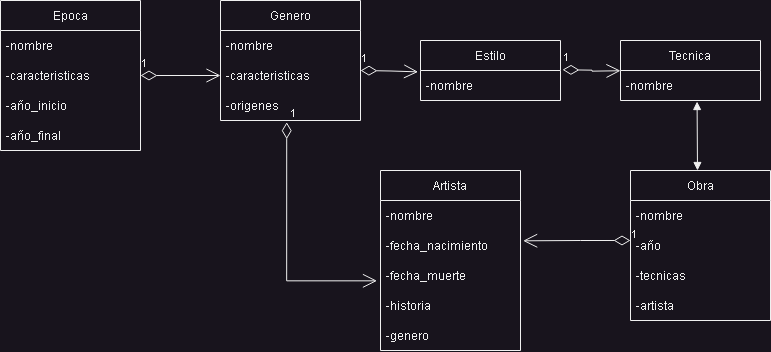 Epoca
-nombre
-caracteristicas
-año_inicio
-año_final
1
Genero
-nombre
-caracteristicas
-origenes
1
1
Estilo
-nombre
1
Tecnica
-nombre
Artista
-nombre
-fecha_nacimiento
-fecha_muerte
-historia
-genero
Obra
-nombre
1
-año
-tecnicas
-artista